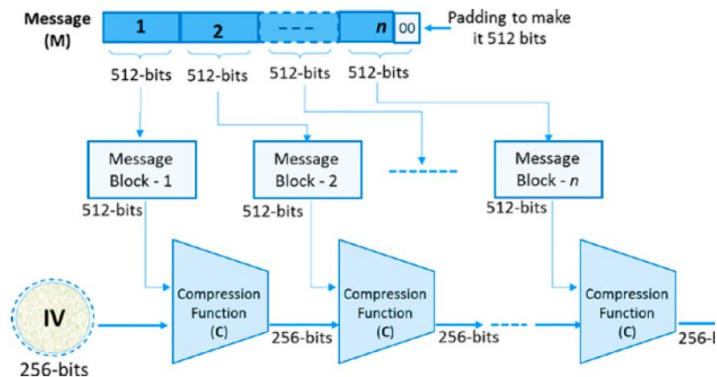 Message
(M)
1
2
----
n
00
Padding to make
it 512 bits
512-bits
512-bits
512-bits
512-bits
Message
Block - 1
Message
Block - 2
Message
Block - n
512-bits
512-bits
512-bits
IV
256-bits
Compression
Function
(C)
256-bits
Compression
Function
(C)
256-bits
Compression
Function
(C)
256-b